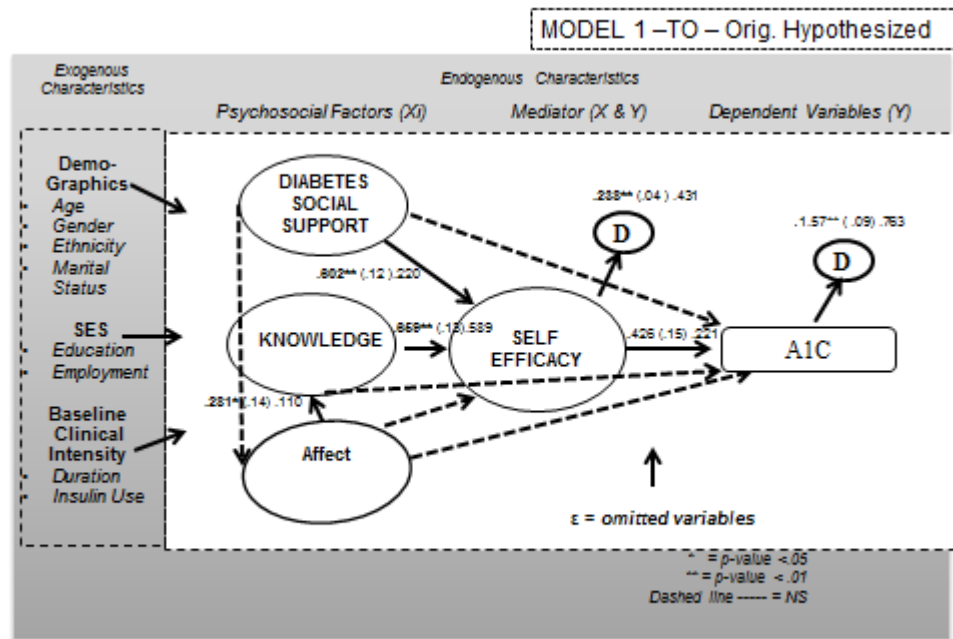 MODEL 1 –TO – Orig. Hypothesized
Exogenous
Characteristics
Endogenous Characteristics
Psychosocial Factors (Xi)
Mediator (X & Y)
Dependent Variables (Y)
Demo-
Graphics
- Age
- Gender
- Ethnicity
- Marital
Status
SES
- Education
- Employment
Baseline
Clinical
Intensity
- Duration
- Insulin Use
DIABETES
SOCIAL
SUPPORT
.602** (.12).220
KNOWLEDGE
(.13).589
.281* (.14) .110
Affect
SELF
EFFICACY
(.04) .431
D
.426 (.15) .221
.1.57** (.09) .763
D
A1C
ε = omitted variables
* = p-value <.05
** = p-value < .01
Dashed line ----- = NS